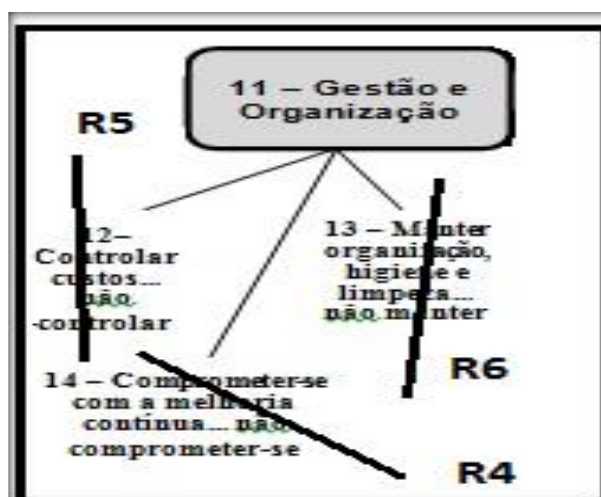 11 – Gestão e
Organização
R5
12–
Controlar
custos...
não
-controlar
13 – Manter
organização,
higiene e
limpeza...
não manter
R6
14 – Comprometer-se
com a melhoria
contínua... não
comprometer-se
R4